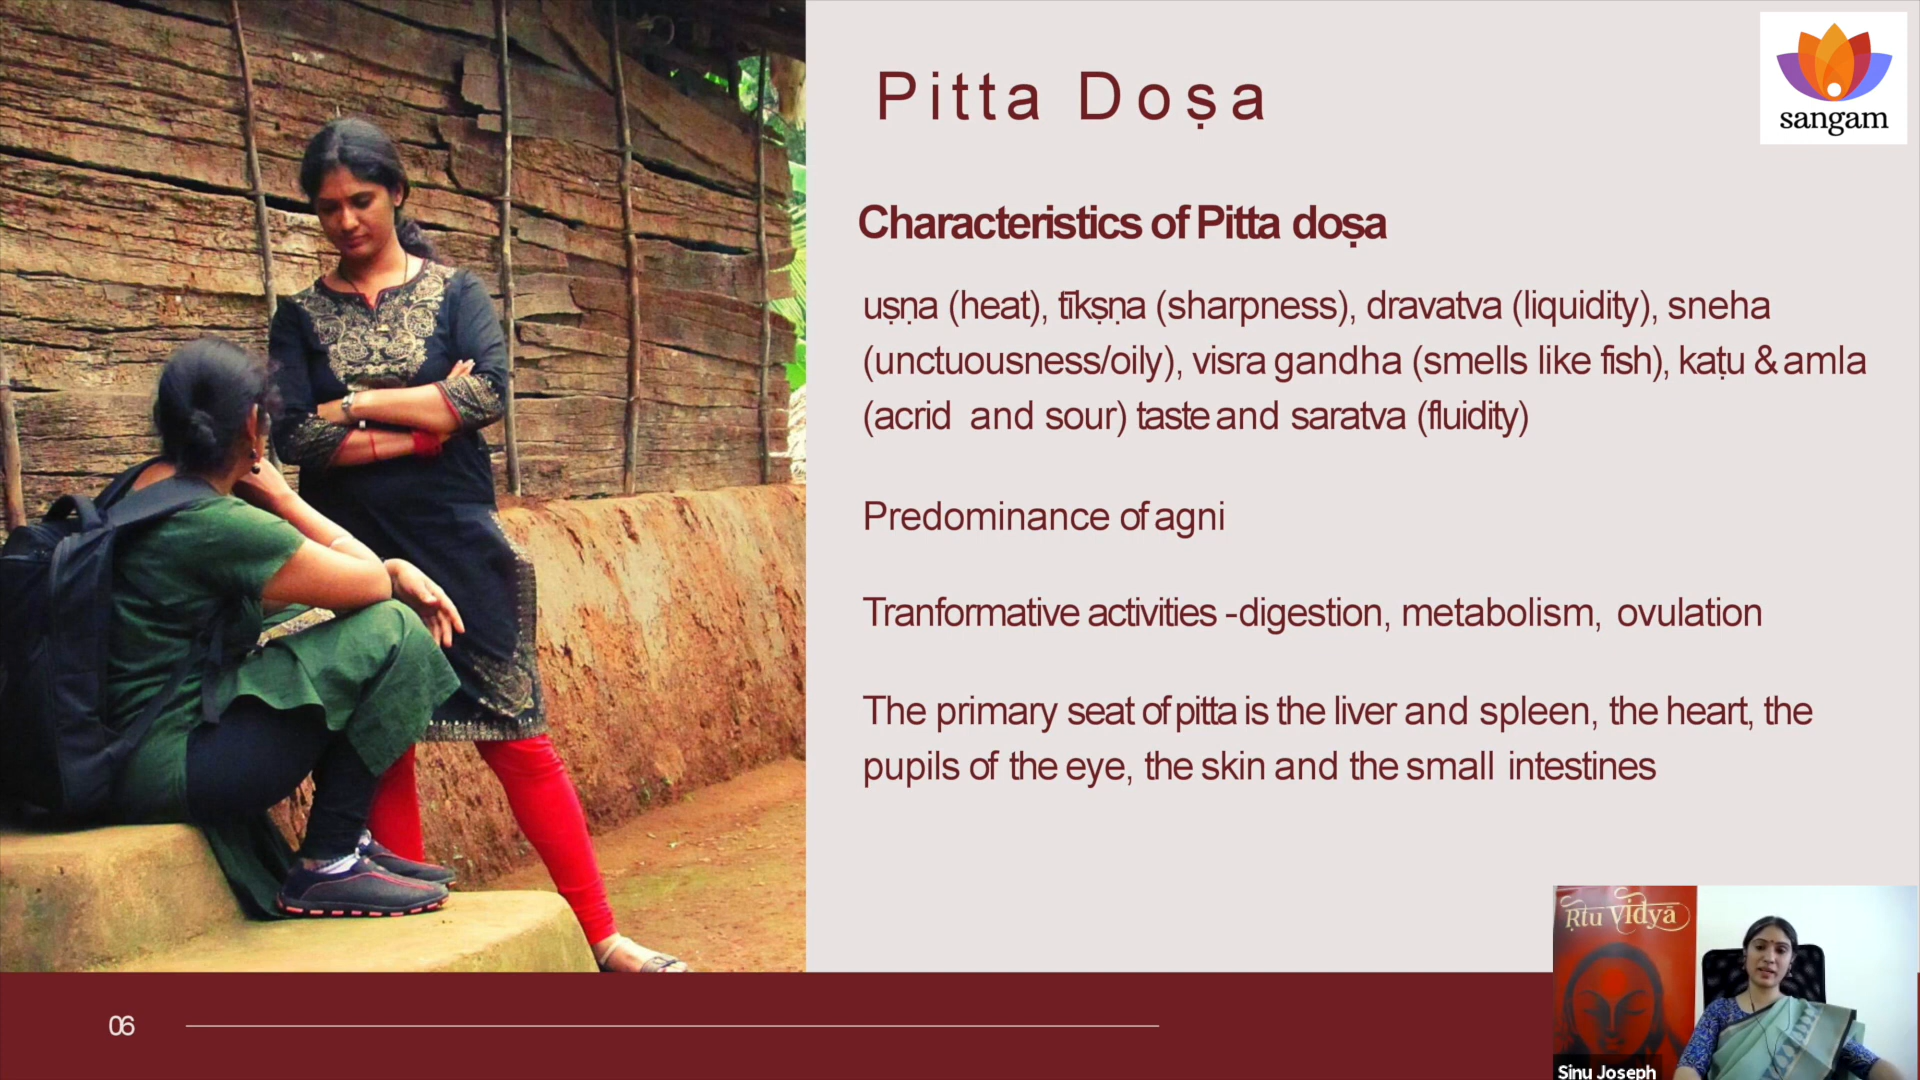 Pitta Doṣa
sangam
Characteristics of Pitta doṣa
uṣṇa (heat), tīkṣṇa (sharpness), dravatva (liquidity), sneha
(unctuousness/oily), visra gandha (smells like fish), kaṭu & amla
(acrid and sour) taste and saratva (fluidity)
Predominance of agni
Tranformative activities -digestion, metabolism, ovulation
The primary seat of pitta is the liver and spleen, the heart, the
pupils of the eye, the skin and the small intestines
Ṛtu Vidyā
Sinu Joseph
06